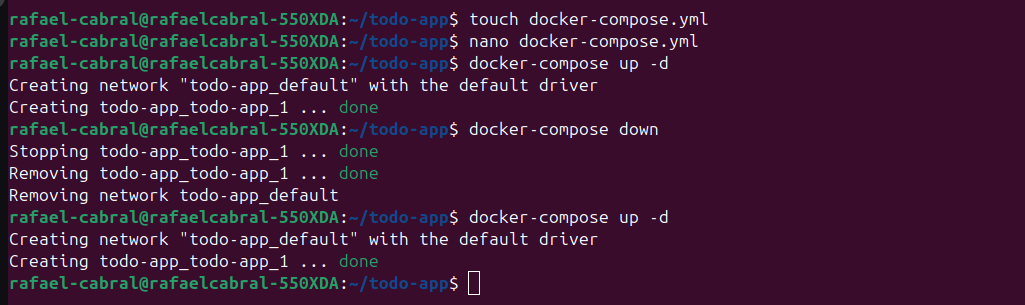 rafael-cabral@rafaelcabral-550XDA:~/todo-app$ touch docker-compose.yml
rafael-cabral@rafaelcabral-550XDA:~/todo-app$ nano docker-compose.yml
rafael-cabral@rafaelcabral-550XDA:~/todo-app$ docker-compose up -d
Creating network "todo-app_default" with the default driver
Creating todo-app_todo-app_1 ... done
rafael-cabral@rafaelcabral-550XDA:~/todo-app$ docker-compose down
Stopping todo-app_todo-app_1 ... done
Removing todo-app_todo-app_1 ... done
Removing network todo-app_default
rafael-cabral@rafaelcabral-550XDA:~/todo-app$ docker-compose up -d
Creating network "todo-app_default" with the default driver
Creating todo-app_todo-app_1 ... done
rafael-cabral@rafaelcabral-550XDA:~/todo-app$